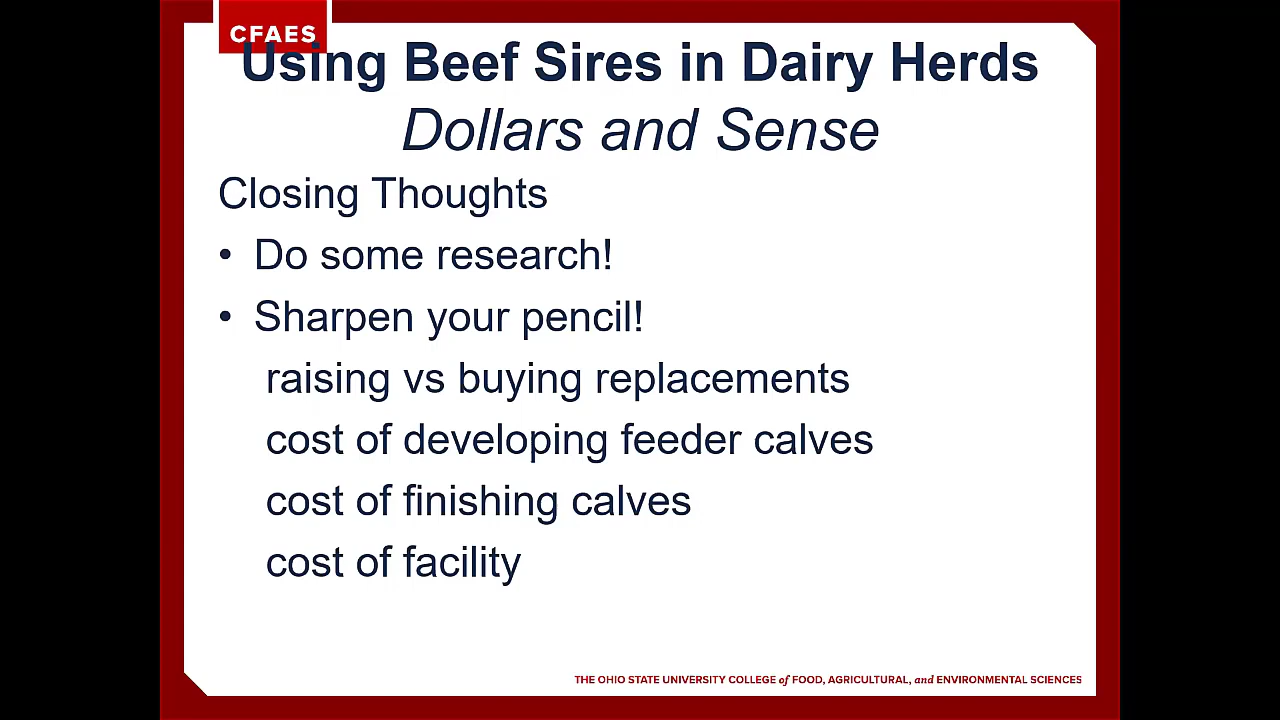 CFAES
Using Beef Sires in Dairy Herds
Dollars and Sense
Closing Thoughts
• Do some research!
• Sharpen your pencil!
raising vs buying replacements
cost of developing feeder calves
cost of finishing calves
cost of facility
THE OHIO STATE UNIVERSITY COLLEGE of FOOD, AGRICULTURAL, and ENVIRONMENTAL SCIENCES